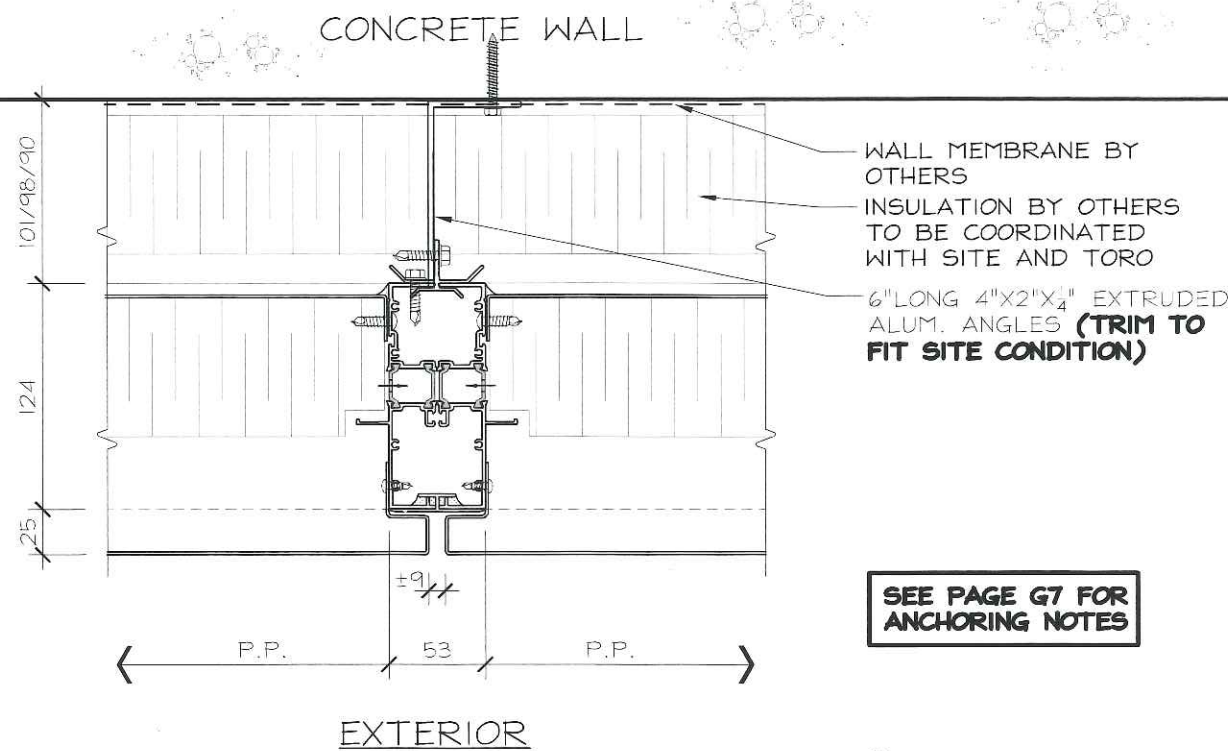 CONCRETE WALL
WALL MEMBRANE BY
OTHERS
INSULATION BY OTHERS
TO BE COORDINATED
WITH SITE AND TORO
6"LONG 4"X2"X¼" EXTRUDED
ALUM. ANGLES (TRIM TO
FIT SITE CONDITION)
101/98/90
124
25
±9
P.P.
53
P.P.
SEE PAGE G7 FOR
ANCHORING NOTES
EXTERIOR